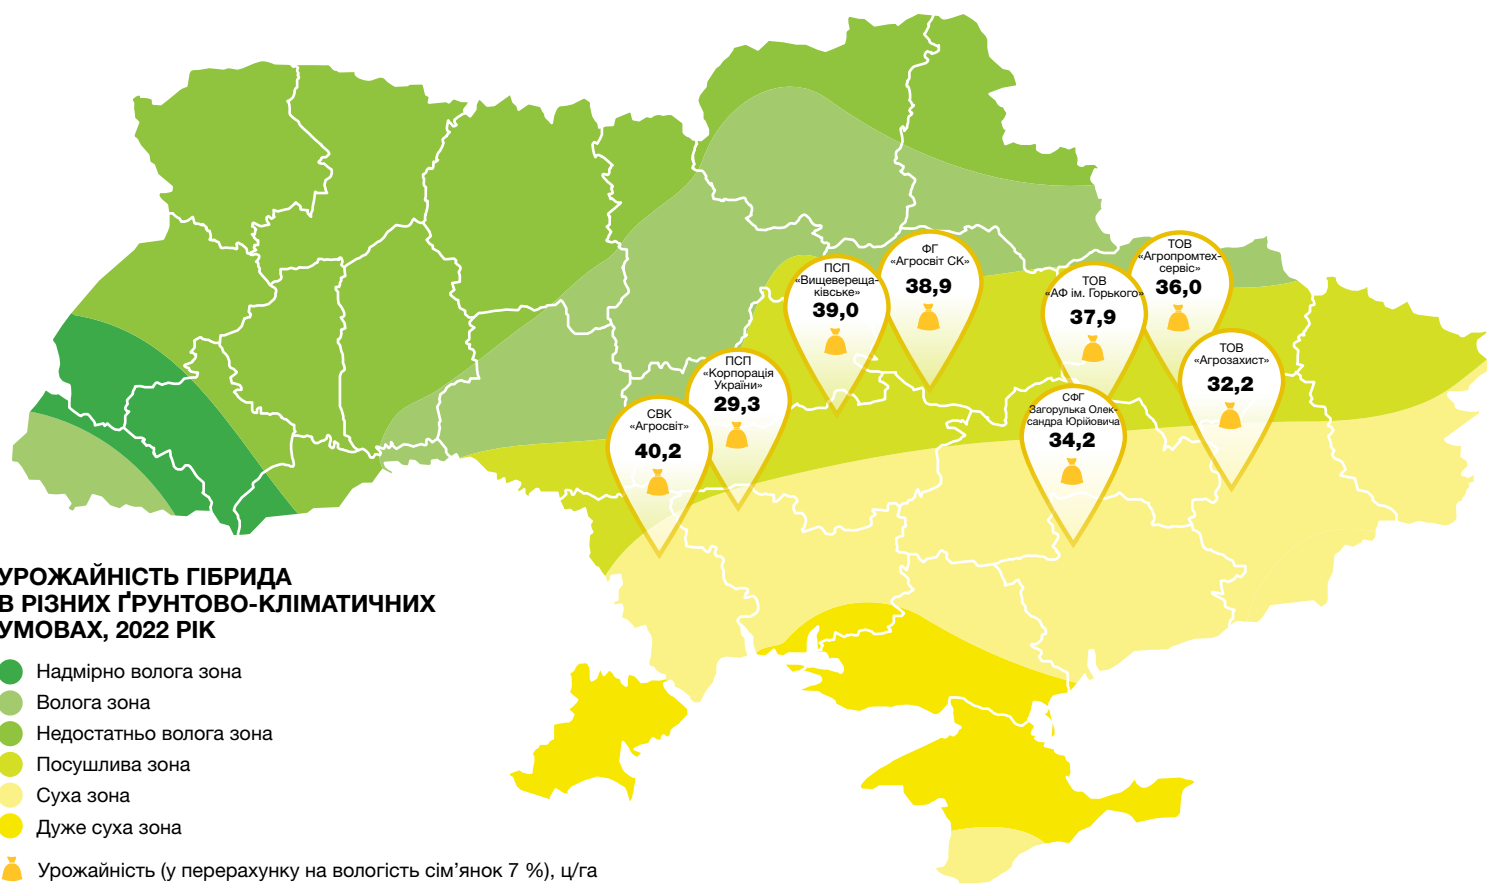 ФГ
«Агросвіт СК»
38,9
ТОВ
«Агропромтех-
сервіс»
36,0
ПСП
«Вищевереща-
ківське»
39,0
ТОВ
«АФ ім. Горького»
37,9
ТОВ
«Агрозахист»
32,2
ПСП
«Корпорація
України»
29,3
СФГ
Загорулька Олек-
сандра Юрійовича
34,2
СВК
«Агросвіт»
40,2
УРОЖАЙНІСТЬ ГІБРИДА
В РІЗНИХ ҐРУНТОВО-КЛІМАТИЧНИХ
УМОВАХ, 2022 РІК
Надмірно волога зона
Волога зона
Недостатньо волога зона
Посушлива зона
Суха зона
Дуже суха зона
Урожайність (у перерахунку на вологість сім’янок 7 %), ц/га